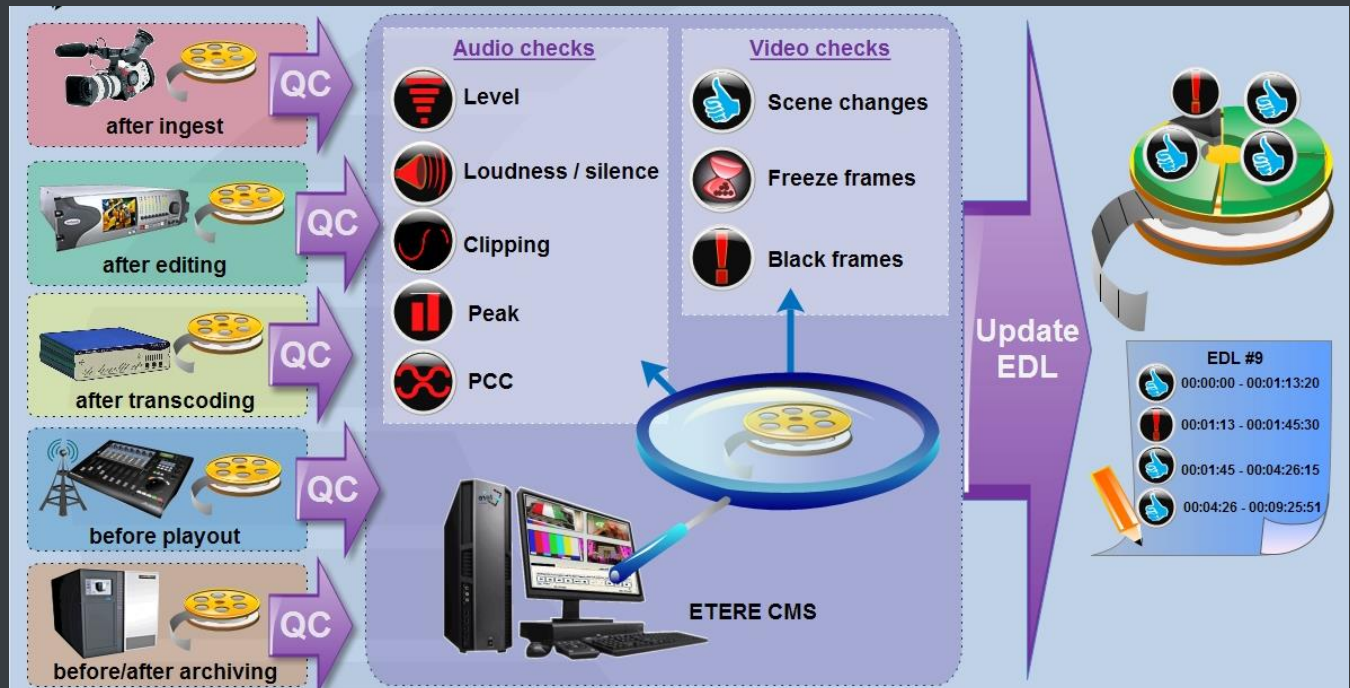 QC
after ingest
QC
after editing
QC
after transcoding
QC
before playout
QC
before/after archiving
Audio checks
Level
Loudness / silence
Clipping
Peak
PCC
Video checks
Scene changes
Freeze frames
Black frames
ETERE CMS
Update
EDL
EDL #9
00:00:00 - 00:01:13:20
00:01:13 - 00:01:45:30
00:01:45 - 00:04:26:15
00:04:26 - 00:09:25:51